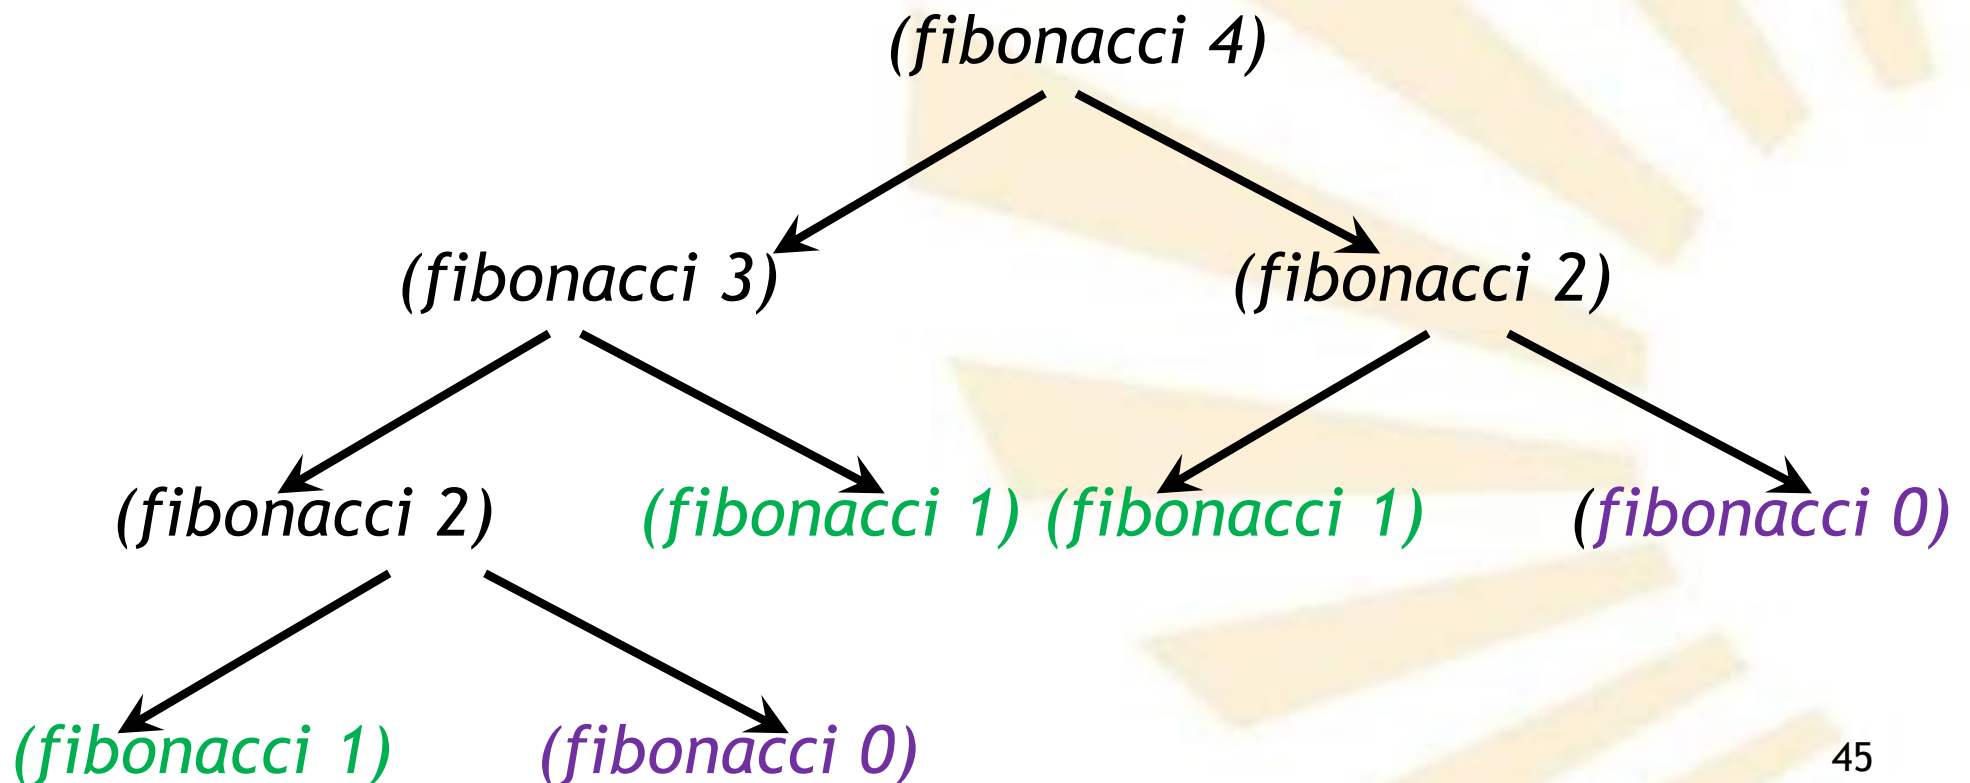 (fibonacci 4)
(fibonacci 3) (fibonacci 2)
(fibonacci 2) (fibonacci 1) (fibonacci 1) (fibonacci 0)
(fibonacci 1) (fibonacci 0)
45